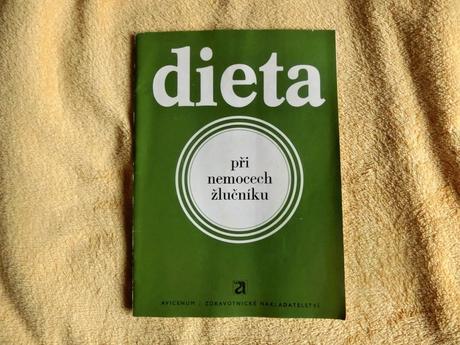 dieta
při
nemocech
žlučníku
a
AVICENUM / ZDRAVOTNICKÉ NAKLADATELSTVÍ